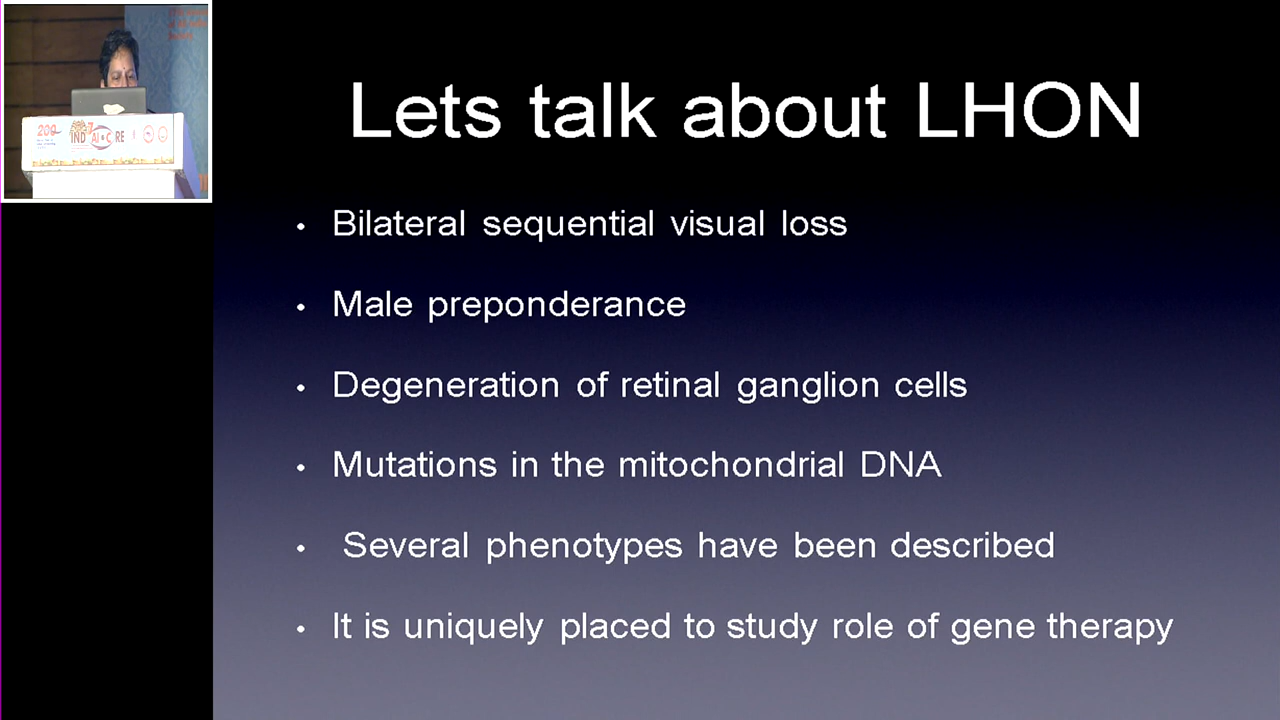 Lets talk about LHON
• Bilateral sequential visual loss
• Male preponderance
• Degeneration of retinal ganglion cells
• Mutations in the mitochondrial DNA
• Several phenotypes have been described
• It is uniquely placed to study role of gene therapy
200